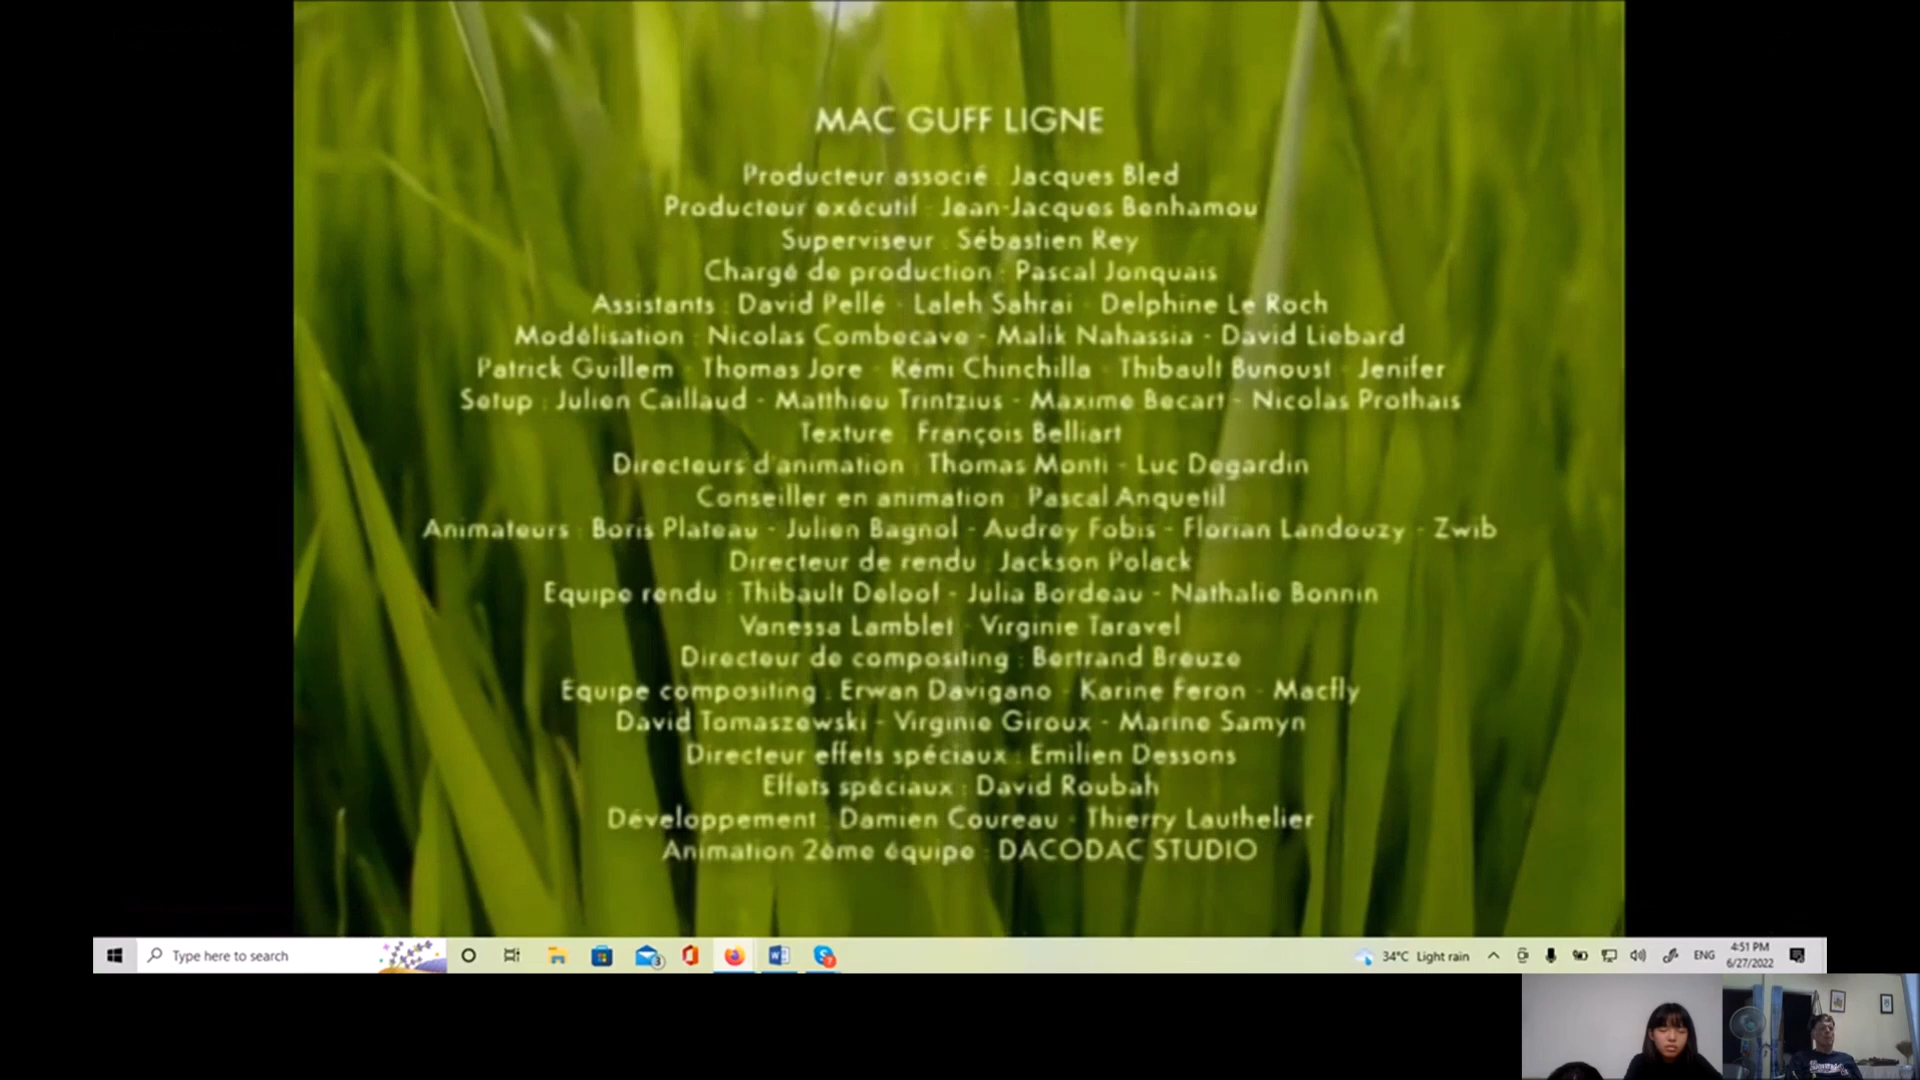 MAC GUFF LIGNE
Producteur associé : Jacques Bled
Producteur exécutif : Jean-Jacques Benhamou
Superviseur : Sébastien Rey
Chargé de production : Pascal Jonquais
Assistants : David Pellé - Laleh Sahrai - Delphine Le Roch
Modélisation : Nicolas Combecave - Malik Nahassia - David Liebard
Patrick Guillem - Thomas Jore - Rémi Chinchilla - Thibault Bunoust - Jenifer
Setup : Julien Caillaud - Matthieu Trintzius - Maxime Becart - Nicolas Prothais
Texture : François Belliart
Directeurs d'animation : Thomas Monti - Luc Degardin
Conseiller en animation : Pascal Anquetil
Animateurs : Boris Plateau - Julien Bagnol - Audrey Fobis - Florian Landouzy - Zwib
Directeur de rendu : Jackson Polack
Equipe rendu : Thibault Deloof - Julia Bordeau - Nathalie Bonnin
Vanessa Lamblet - Virginie Taravel
Directeur de compositing : Bertrand Breuze
Equipe compositing : Erwan Davigano - Karine Feron - Macfly
David Tomaszewski - Virginie Giroux - Marine Samyn
Directeur effets spéciaux : Emilien Dessons
Effets spéciaux : David Roubah
Développement : Damien Coureau - Thierry Lauthelier
Animation 2ème équipe : DACODAC STUDIO
Type here to search
34°C Light rain
ENG
4:51 PM
6/27/2022